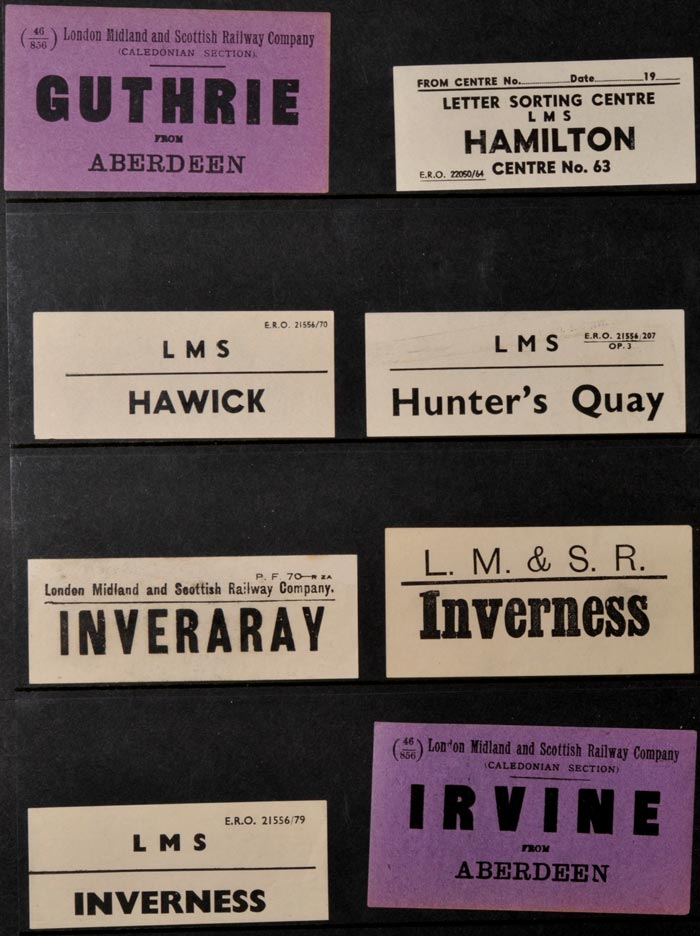 (46/856) London Midland and Scottish Railway Company
(CALEDONIAN SECTION).
GUTHRIE
FROM
ABERDEEN
FROM CENTRE No. Date 19
LETTER SORTING CENTRE
L M S
HAMILTON
E.R.O. 22050/64 CENTRE No. 63
E.R.O. 21556/70
L M S
HAWICK
L M S E.R.O. 21556/207
OP. 3
Hunter's Quay
P. F. 70—R ZA
London Midland and Scottish Railway Company.
INVERARAY
L. M. & S. R.
Inverness
E.R.O. 21556/79
L M S
INVERNESS
(46/856) London Midland and Scottish Railway Company
(CALEDONIAN SECTION)
IRVINE
FROM
ABERDEEN